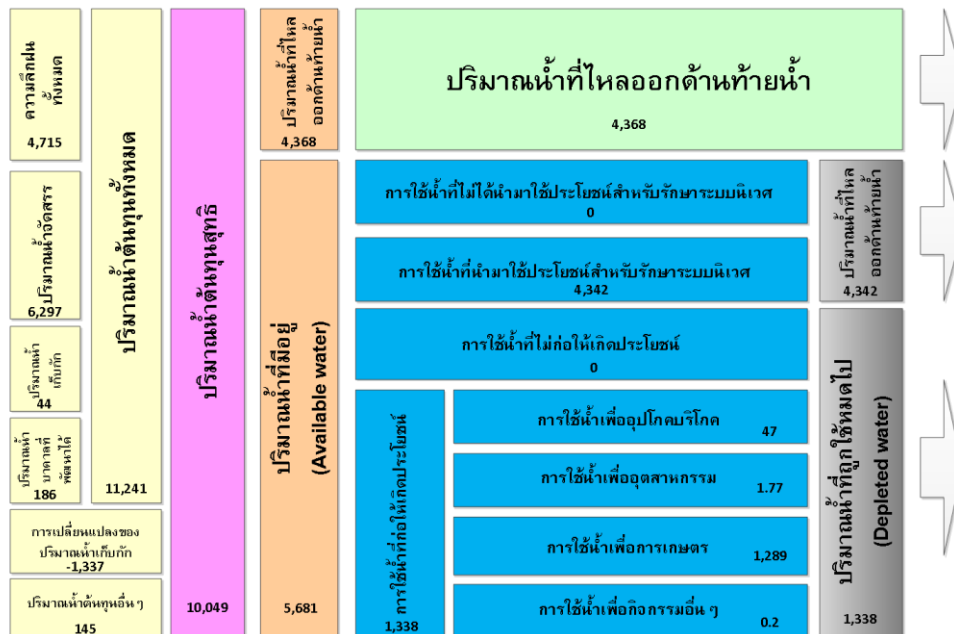 ความลึกฝน
ทั้งหมด
4,715
ปริมาณน้ำจัดสรร
6,297
ปริมาณน้ำ
เก็บกัก
44
ปริมาณน้ำ
บาดาลที่
พัฒนาได้
186
การเปลี่ยนแปลงของ
ปริมาณน้ำเก็บกัก
-1,337
ปริมาณน้ำต้นทุนอื่น ๆ
145
ปริมาณน้ำต้นทุนทั้งหมด
11,241
ปริมาณน้ำต้นทุนสุทธิ
10,049
ปริมาณน้ำที่ไหล
ออกด้านท้ายน้ำ
4,368
ปริมาณน้ำที่มีอยู่
(Available water)
5,681
ปริมาณน้ำที่ไหลออกด้านท้ายน้ำ
4,368
การใช้น้ำที่ไม่ได้นำมาใช้ประโยชน์สำหรับรักษาระบบนิเวศ
0
การใช้น้ำที่นำมาใช้ประโยชน์สำหรับรักษาระบบนิเวศ
4,342
การใช้น้ำที่ไม่ก่อให้เกิดประโยชน์
0
การใช้น้ำที่ก่อให้เกิดประโยชน์
1,338
การใช้น้ำเพื่ออุปโภคบริโภค
47
การใช้น้ำเพื่ออุตสาหกรรม
1.77
การใช้น้ำเพื่อการเกษตร
1,289
การใช้น้ำเพื่อกิจกรรมอื่น ๆ
0.2
ปริมาณน้ำที่ไหล
ออกด้านท้ายน้ำ
4,342
ปริมาณน้ำที่ถูกใช้หมดไป
(Depleted water)
1,338